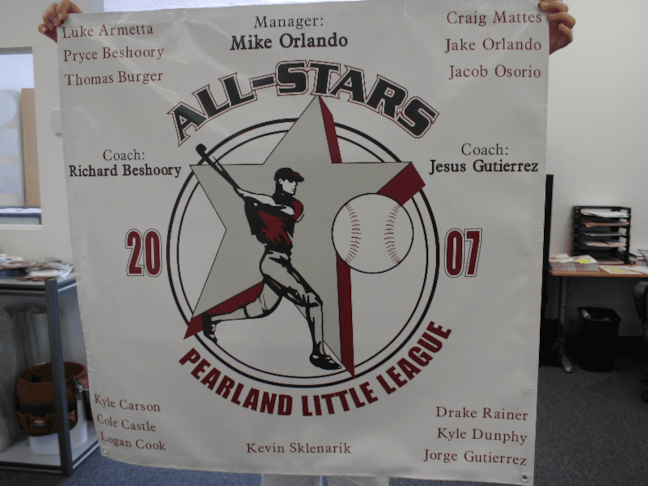 Luke Armetta
Pryce Beshoory
Thomas Burger
Manager:
Mike Orlando
Craig Mattes
Jake Orlando
Jacob Osorio
ALL-STARS
Coach:
Richard Beshoory
Coach:
Jesus Gutierrez
20 07
PEARLAND LITTLE LEAGUE
Kyle Carson
Cole Castle
Logan Cook
Kevin Sklenarik
Drake Rainer
Kyle Dunphy
Jorge Gutierrez